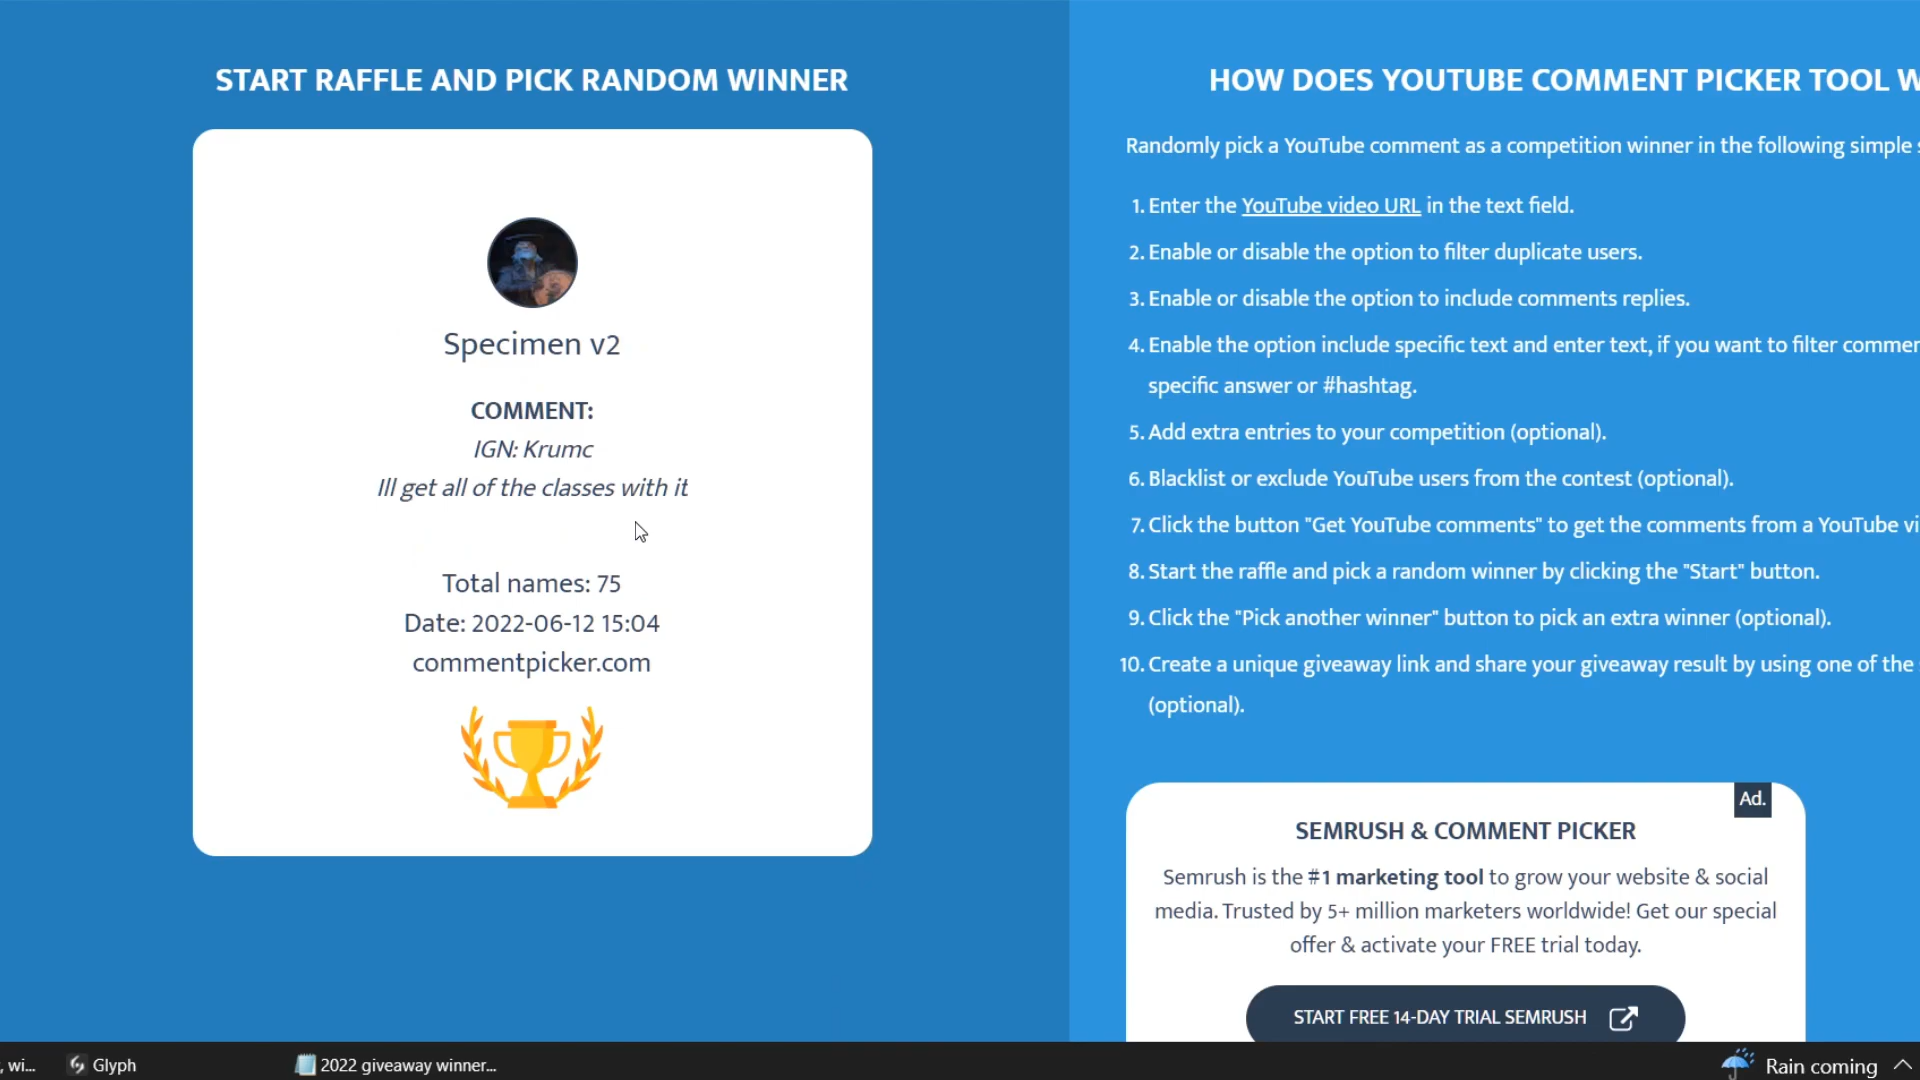 START RAFFLE AND PICK RANDOM WINNER
Specimen v2
COMMENT:
IGN: Krumc
Ill get all of the classes with it
Total names: 75
Date: 2022-06-12 15:04
commentpicker.com
HOW DOES YOUTUBE COMMENT PICKER TOOL W
Randomly pick a YouTube comment as a competition winner in the following simple s
1. Enter the YouTube video URL in the text field.
2. Enable or disable the option to filter duplicate users.
3. Enable or disable the option to include comments replies.
4. Enable the option include specific text and enter text, if you want to filter commen
specific answer or #hashtag.
5. Add extra entries to your competition (optional).
6. Blacklist or exclude YouTube users from the contest (optional).
7. Click the button "Get YouTube comments" to get the comments from a YouTube vi
8. Start the raffle and pick a random winner by clicking the "Start" button.
9. Click the "Pick another winner" button to pick an extra winner (optional).
10. Create a unique giveaway link and share your giveaway result by using one of the
(optional).
Ad.
SEMRUSH & COMMENT PICKER
Semrush is the #1 marketing tool to grow your website & social
media. Trusted by 5+ million marketers worldwide! Get our special
offer & activate your FREE trial today.
START FREE 14-DAY TRIAL SEMRUSH
, wi...
Glyph
2022 giveaway winner...
Rain coming